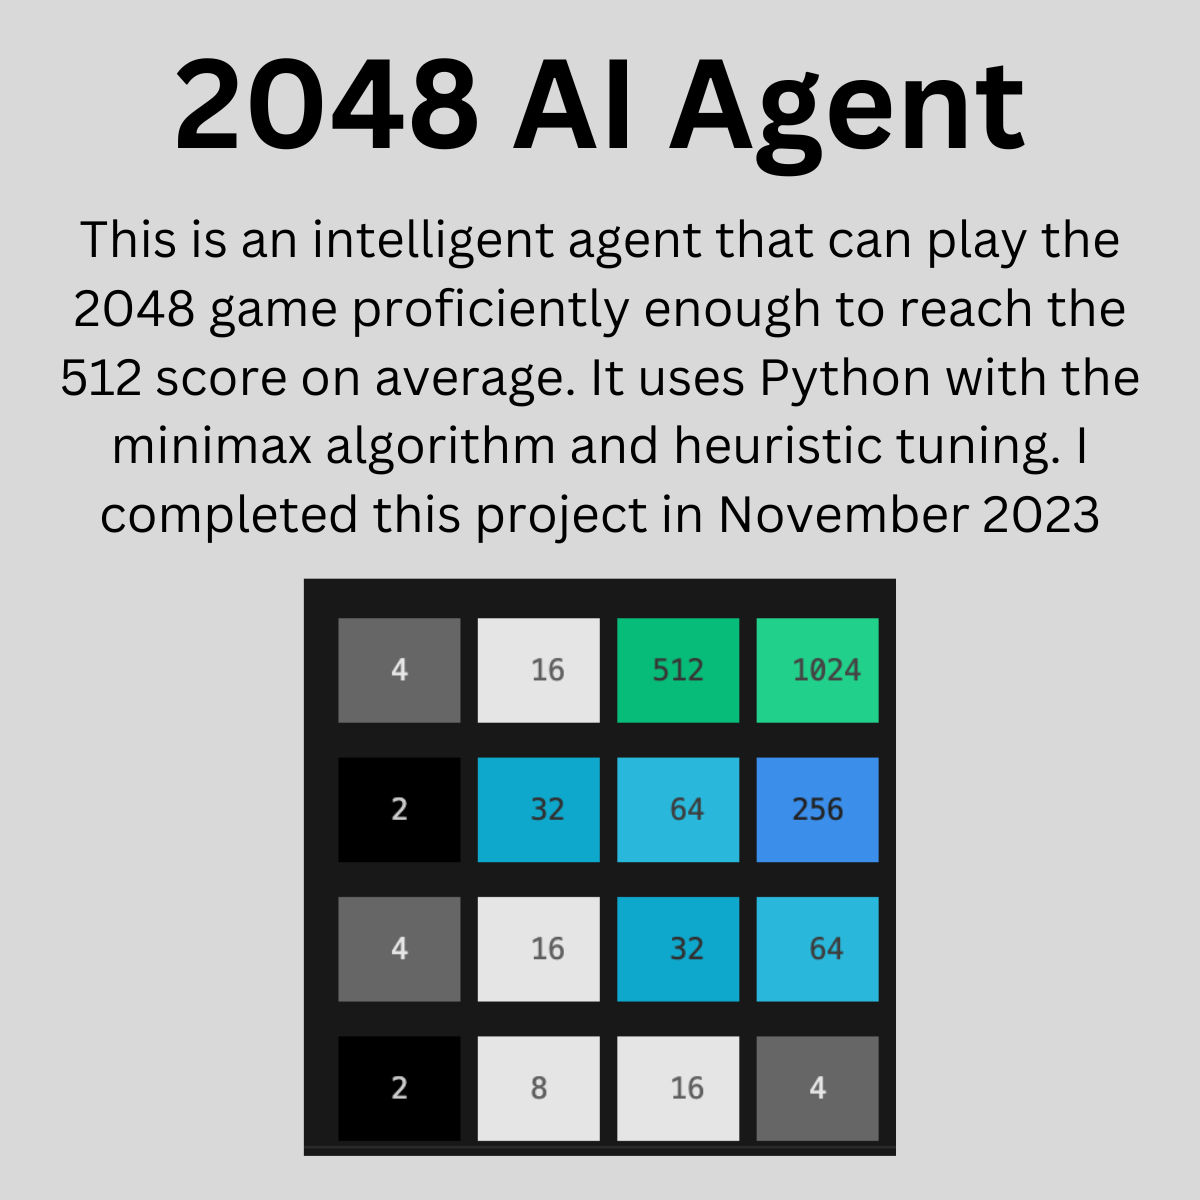 2048 AI Agent
This is an intelligent agent that can play the
2048 game proficiently enough to reach the
512 score on average. It uses Python with the
minimax algorithm and heuristic tuning. I
completed this project in November 2023
4 16 512 1024
2 32 64 256
4 16 32 64
2 8 16 4